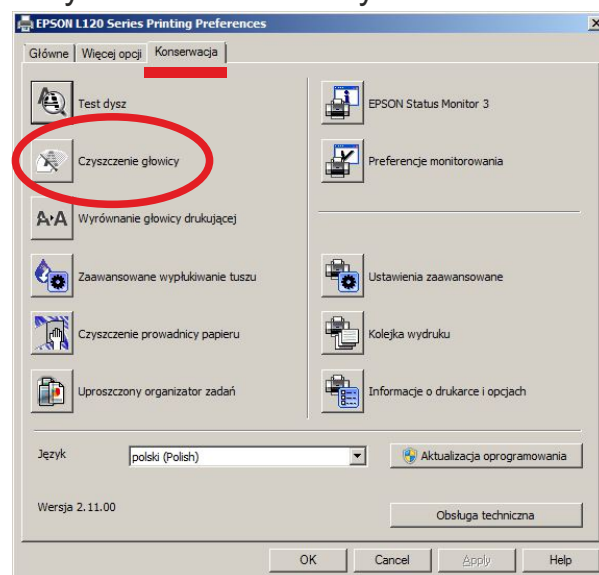 EPSON L120 Series Printing Preferences
Główne Więcej opcji Konserwacja
Test dysz
EPSON Status Monitor 3
Czyszczenie głowicy
Preferencje monitorowania
Wyrównanie głowicy drukującej
Zaawansowane wypłukiwanie tuszu
Ustawienia zaawansowane
Czyszczenie prowadnicy papieru
Kolejka wydruku
Uproszczony organizator zadań
Informacje o drukarce i opcjach
Język
polski (Polish)
Aktualizacja oprogramowania
Wersja 2.11.00
Obsługa techniczna
OK Cancel Apply Help